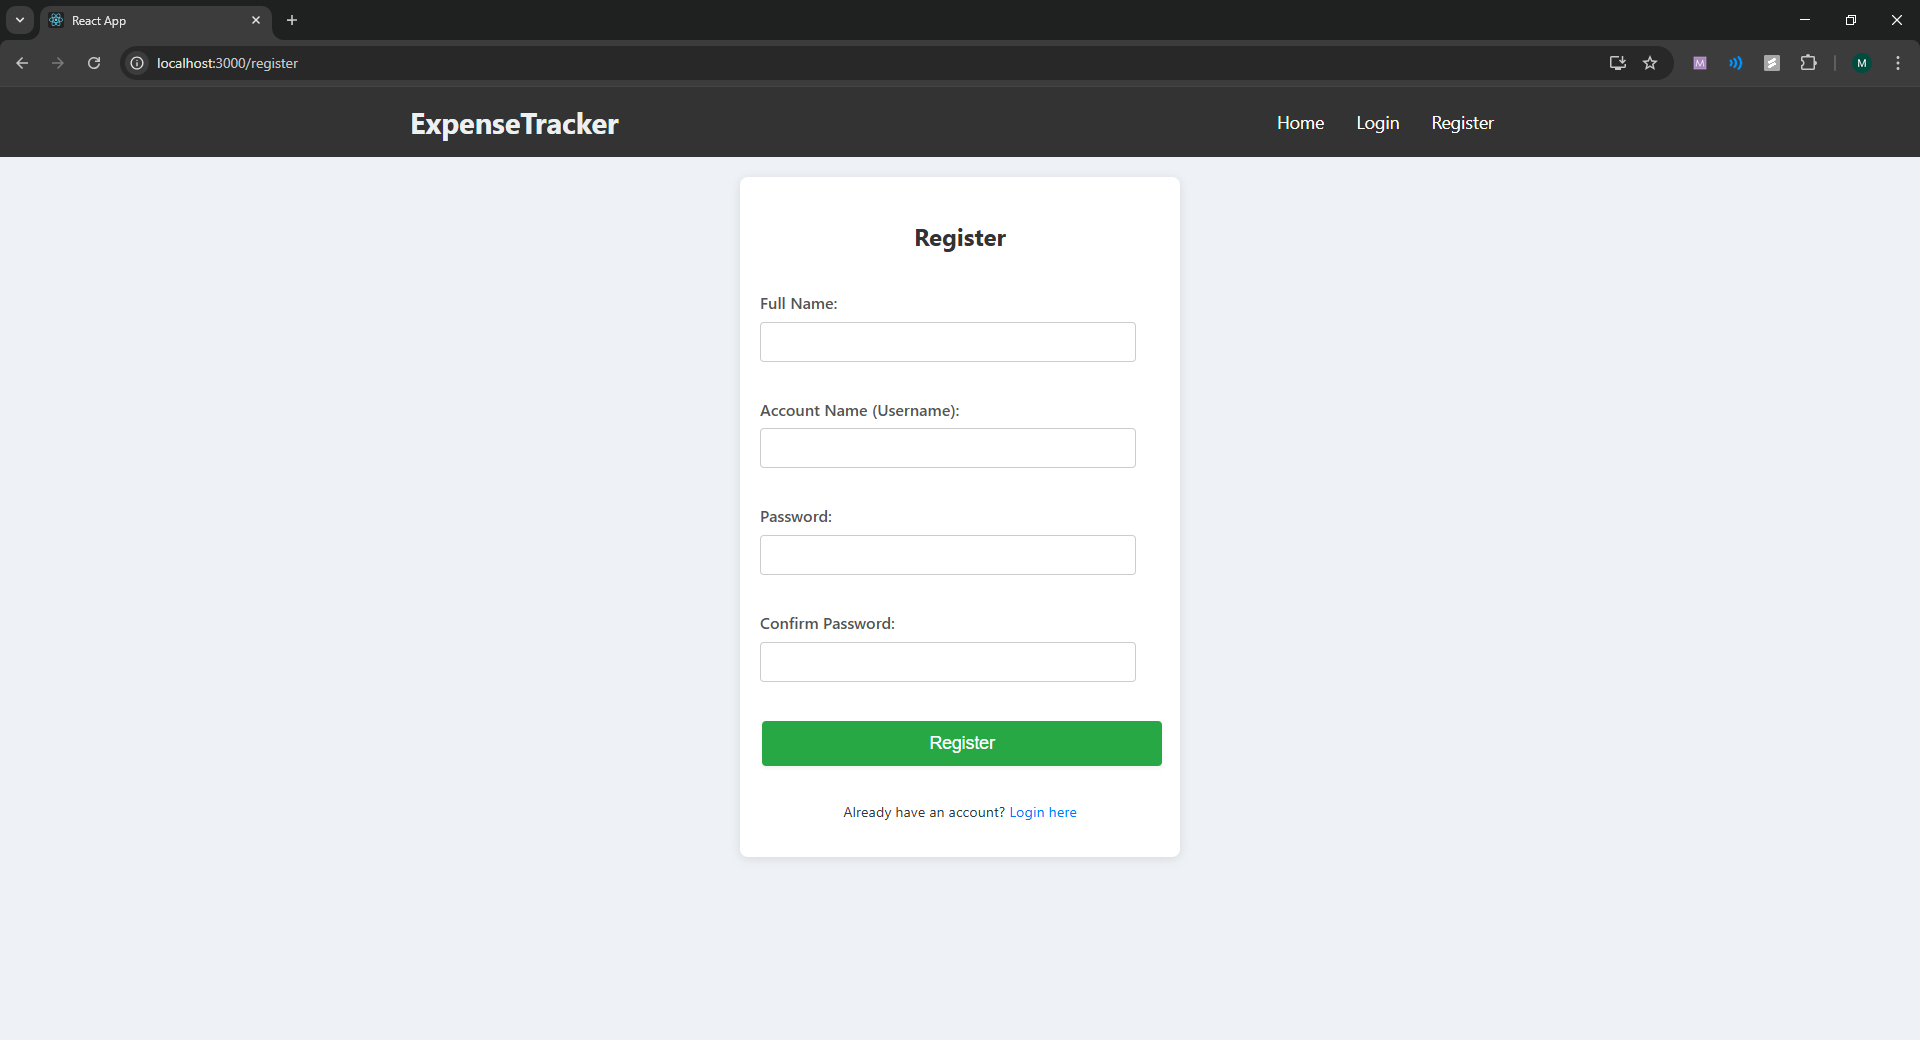 React App
localhost:3000/register
M
M
ExpenseTracker
Home
Login
Register
Register
Full Name:
Account Name (Username):
Password:
Confirm Password:
Register
Already have an account? Login here